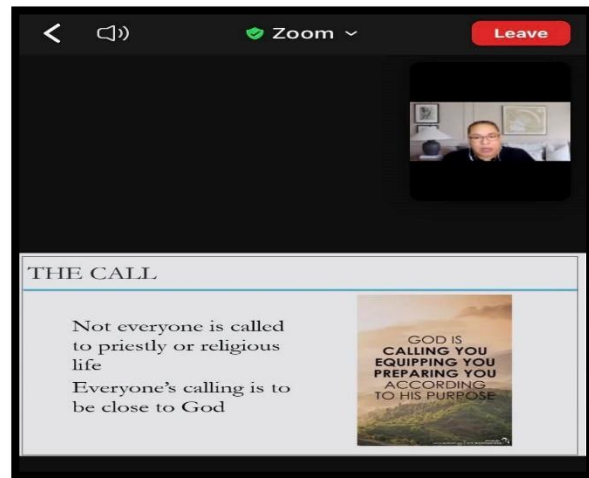 Zoom
Leave
THE CALL
Not everyone is called
to priestly or religious
life
Everyone's calling is to
be close to God
GOD IS
CALLING YOU
EQUIPPING YOU
PREPARING YOU
ACCORDING
TO HIS PURPOSE